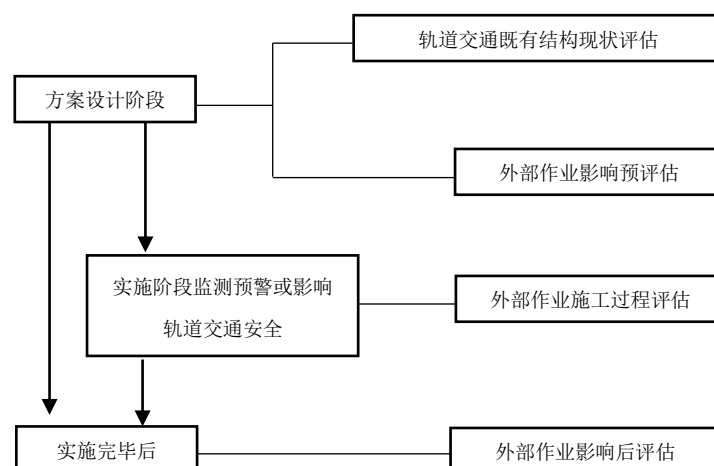 轨道交通既有结构现状评估
方案设计阶段
外部作业影响预评估
实施阶段监测预警或影响
轨道交通安全
外部作业施工过程评估
实施完毕后
外部作业影响后评估